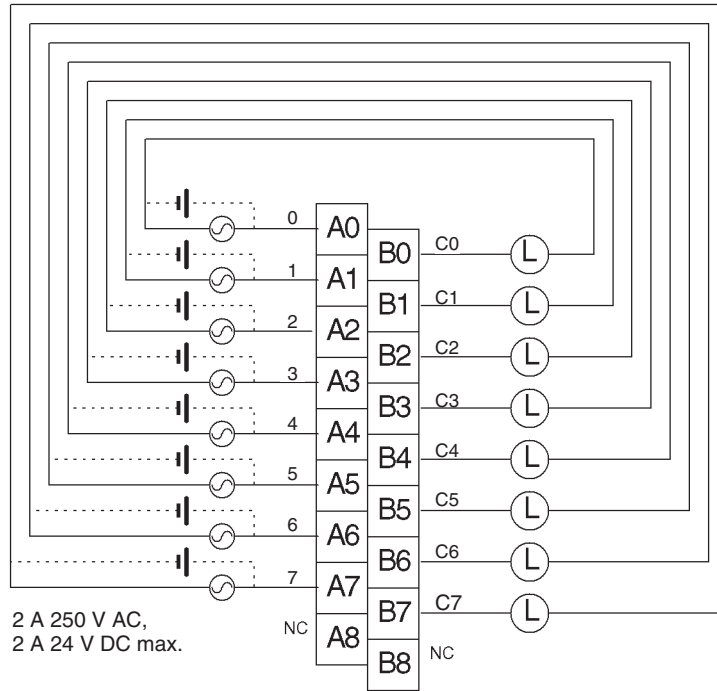 0 A0
B0 C0 L
1 A1
B1 C1 L
2 A2
B2 C2 L
3 A3
B3 C3 L
4 A4
B4 C4 L
5 A5
B5 C5 L
6 A6
B6 C6 L
7 A7
B7 C7 L
2 A 250 V AC,
2 A 24 V DC max.
NC A8
B8 NC